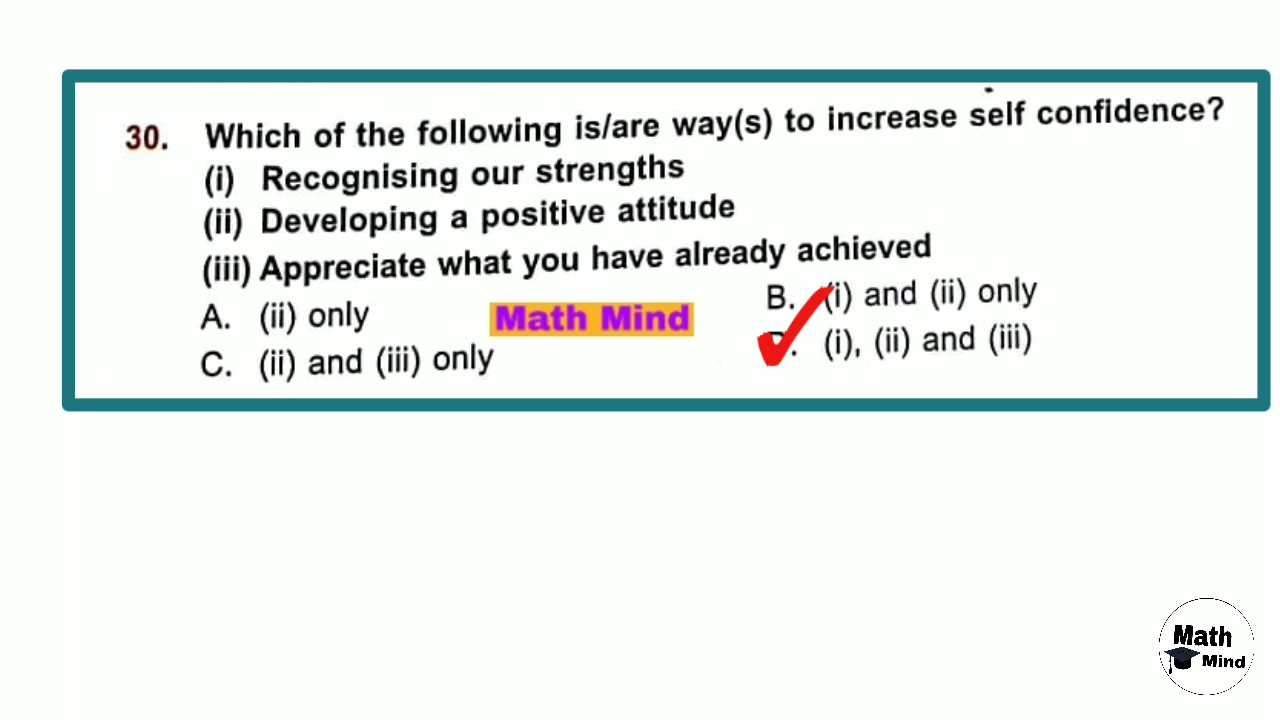 30. Which of the following is/are way(s) to increase self confidence?
(i) Recognising our strengths
(ii) Developing a positive attitude
(iii) Appreciate what you have already achieved
A. (ii) only
B. (i) and (ii) only
Math Mind
C. (ii) and (iii) only
(i), (ii) and (iii)
Math
Mind